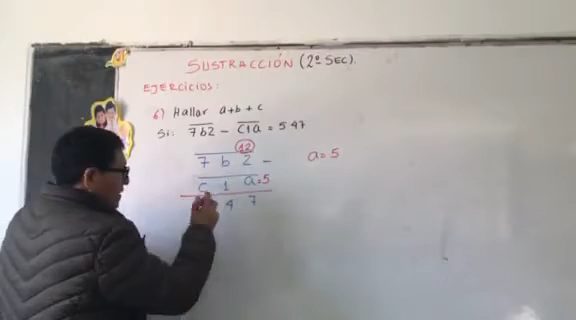 SUSTRACCIÓN (2º SEC).
EJERCICIOS:
6) Hallar a+b+c
Si: 7b2 - c1a = 547
12
7 b 2 - a=5
c 1 a=5
4 7